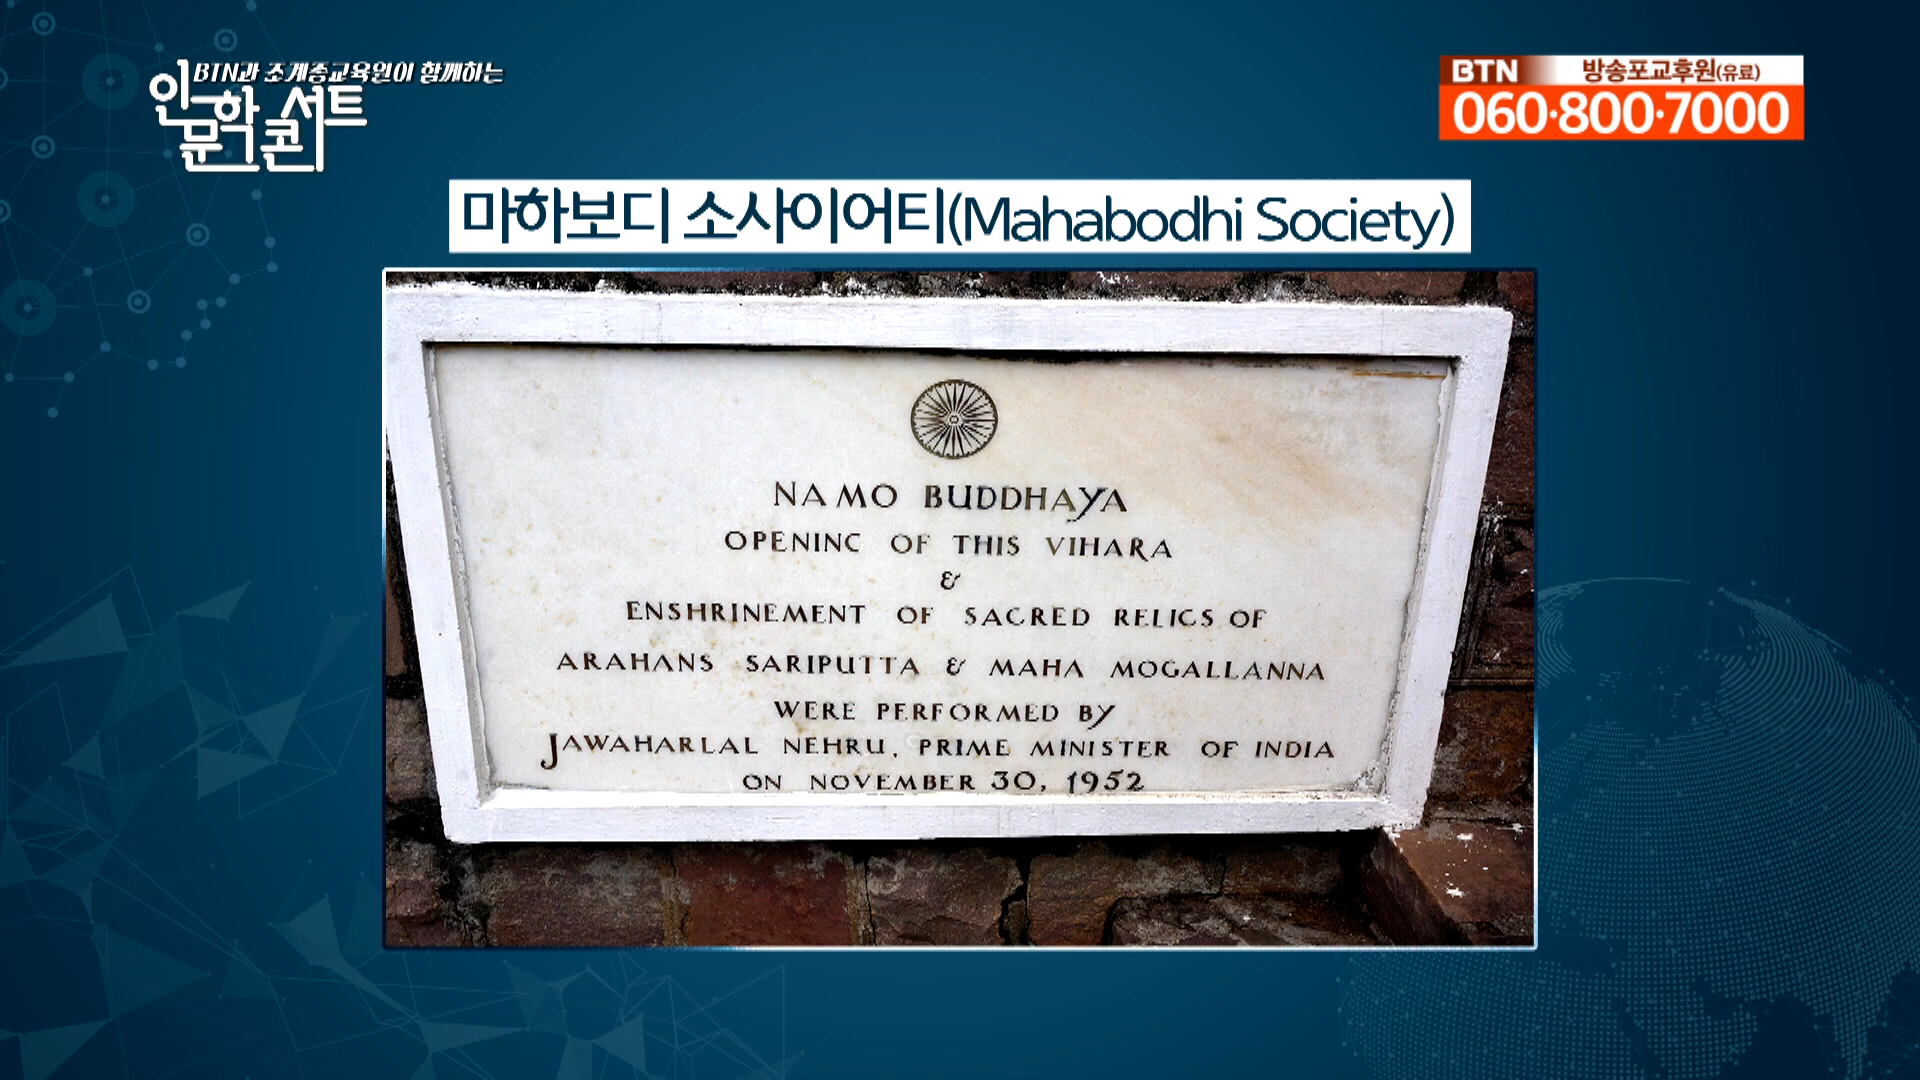 BTN과 조계종교육원이 함께하는
인문학 콘서트
BTN 방송포교후원(유료)
060·800·7000
마하보디 소사이어티(Mahabodhi Society)
NAMO BUDDHAYA
OPENING OF THIS VIHARA
&
ENSHRINEMENT OF SACRED RELICS OF
ARAHANS SARIPUTTA & MAHA MOGALLANNA
WERE PERFORMED BY
JAWAHARLAL NEHRU, PRIME MINISTER OF INDIA
ON NOVEMBER 30, 1952